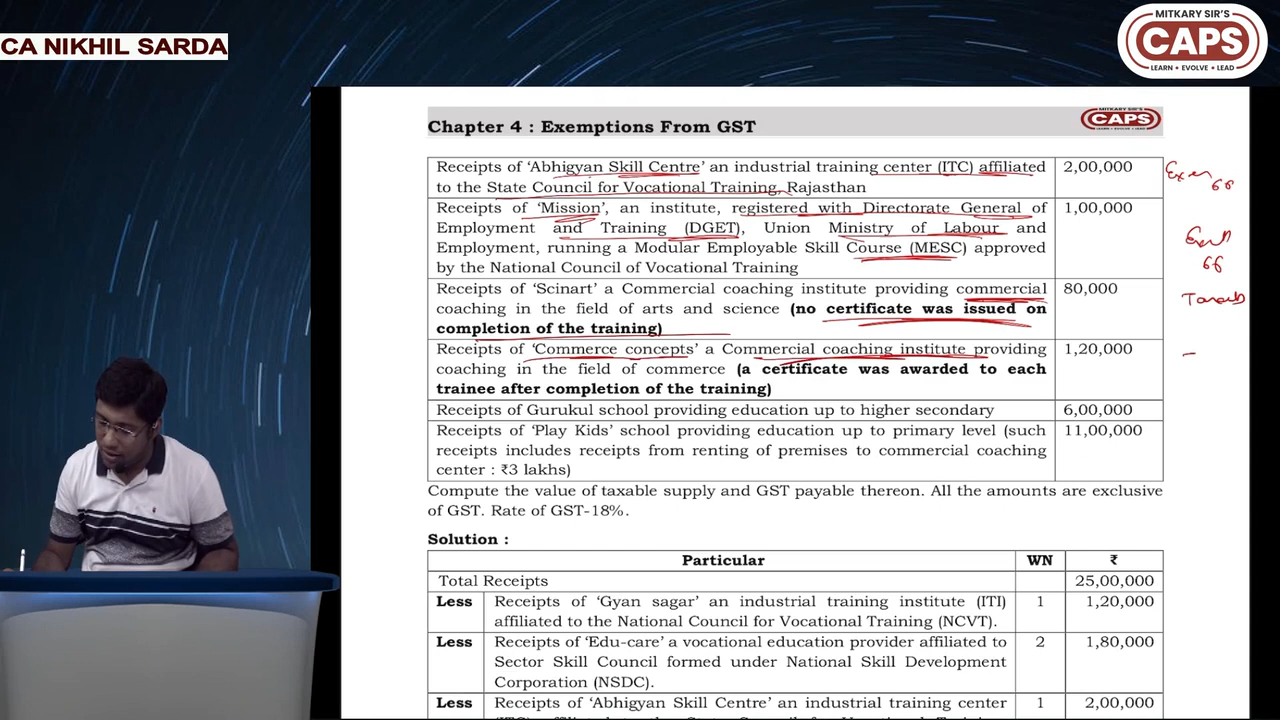 CA NIKHIL SARDA
MITKARY SIR'S
CAPS
LEARN • EVOLVE • LEAD
Chapter 4 : Exemptions From GST
MITKARY SIR'S
CAPS
LEARN • EVOLVE • LEAD
Receipts of ‘Abhigyan Skill Centre’ an industrial training center (ITC) affiliated 2,00,000
to the State Council for Vocational Training, Rajasthan
66
Receipts of ‘Mission’, an institute, registered with Directorate General of 1,00,000
Employment and Training (DGET), Union Ministry of Labour and
Employment, running a Modular Employable Skill Course (MESC) approved
by the National Council of Vocational Training
66
Receipts of ‘Scinart’ a Commercial coaching institute providing commercial 80,000
coaching in the field of arts and science (no certificate was issued on
completion of the training)
Receipts of ‘Commerce concepts’ a Commercial coaching institute providing 1,20,000
coaching in the field of commerce (a certificate was awarded to each
trainee after completion of the training)
Receipts of Gurukul school providing education up to higher secondary 6,00,000
Receipts of ‘Play Kids’ school providing education up to primary level (such 11,00,000
receipts includes receipts from renting of premises to commercial coaching
center : ₹3 lakhs)
Compute the value of taxable supply and GST payable thereon. All the amounts are exclusive
of GST. Rate of GST-18%.
Solution :
Particular WN ₹
Total Receipts 25,00,000
Less Receipts of ‘Gyan sagar’ an industrial training institute (ITI) 1 1,20,000
affiliated to the National Council for Vocational Training (NCVT).
Less Receipts of ‘Edu-care’ a vocational education provider affiliated to 2 1,80,000
Sector Skill Council formed under National Skill Development
Corporation (NSDC).
Less Receipts of ‘Abhigyan Skill Centre’ an industrial training center 1 2,00,000